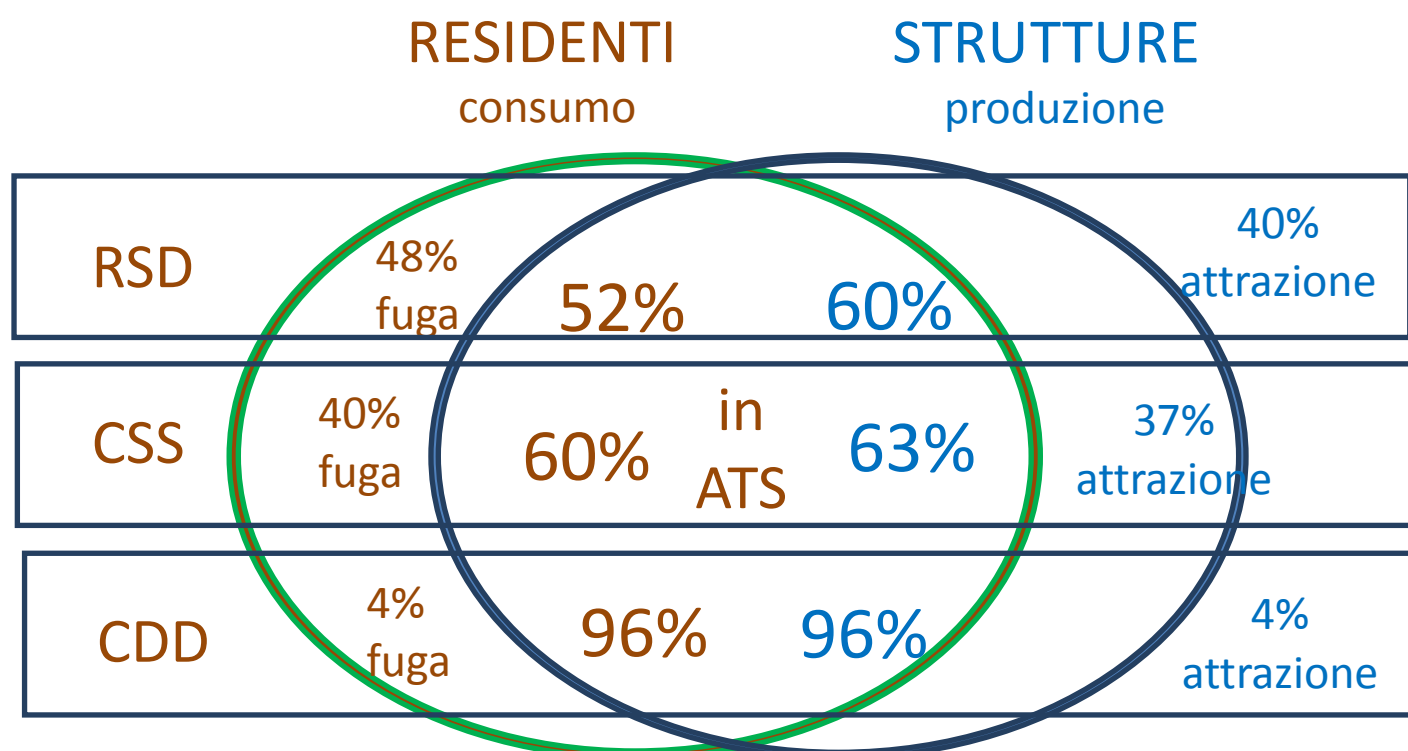 RESIDENTI
consumo
STRUTTURE
produzione
RSD
48%
fuga
52%
60%
40%
attrazione
CSS
40%
fuga
60%
in
ATS
63%
37%
attrazione
CDD
4%
fuga
96%
96%
4%
attrazione